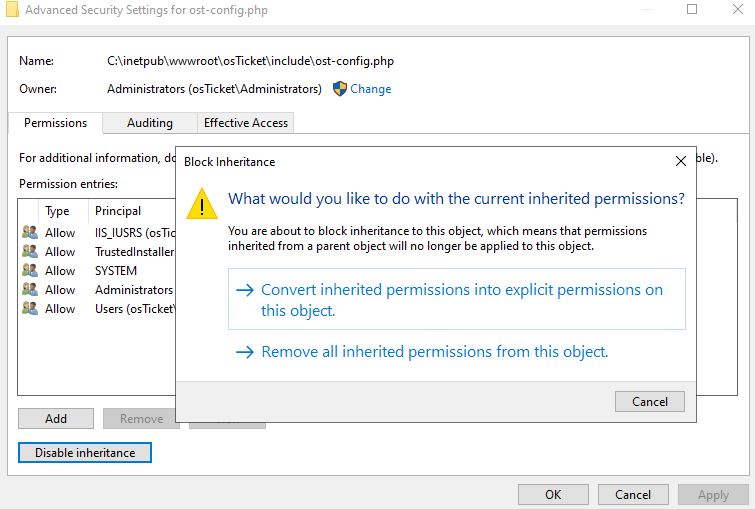 Advanced Security Settings for ost-config.php
Name: C:\inetpub\wwwroot\osTicket\include\ost-config.php
Owner: Administrators (osTicket\Administrators) Change
Permissions Auditing Effective Access
For additional information, do
ble).
Permission entries:
Type Principal
Allow IIS_IUSRS (osTic
Allow TrustedInstaller
Allow SYSTEM
Allow Administrators
Allow Users (osTicket\
Block Inheritance
What would you like to do with the current inherited permissions?
You are about to block inheritance to this object, which means that permissions
inherited from a parent object will no longer be applied to this object.
Convert inherited permissions into explicit permissions on
this object.
Remove all inherited permissions from this object.
Cancel
Add Remove
Disable inheritance
OK Cancel Apply